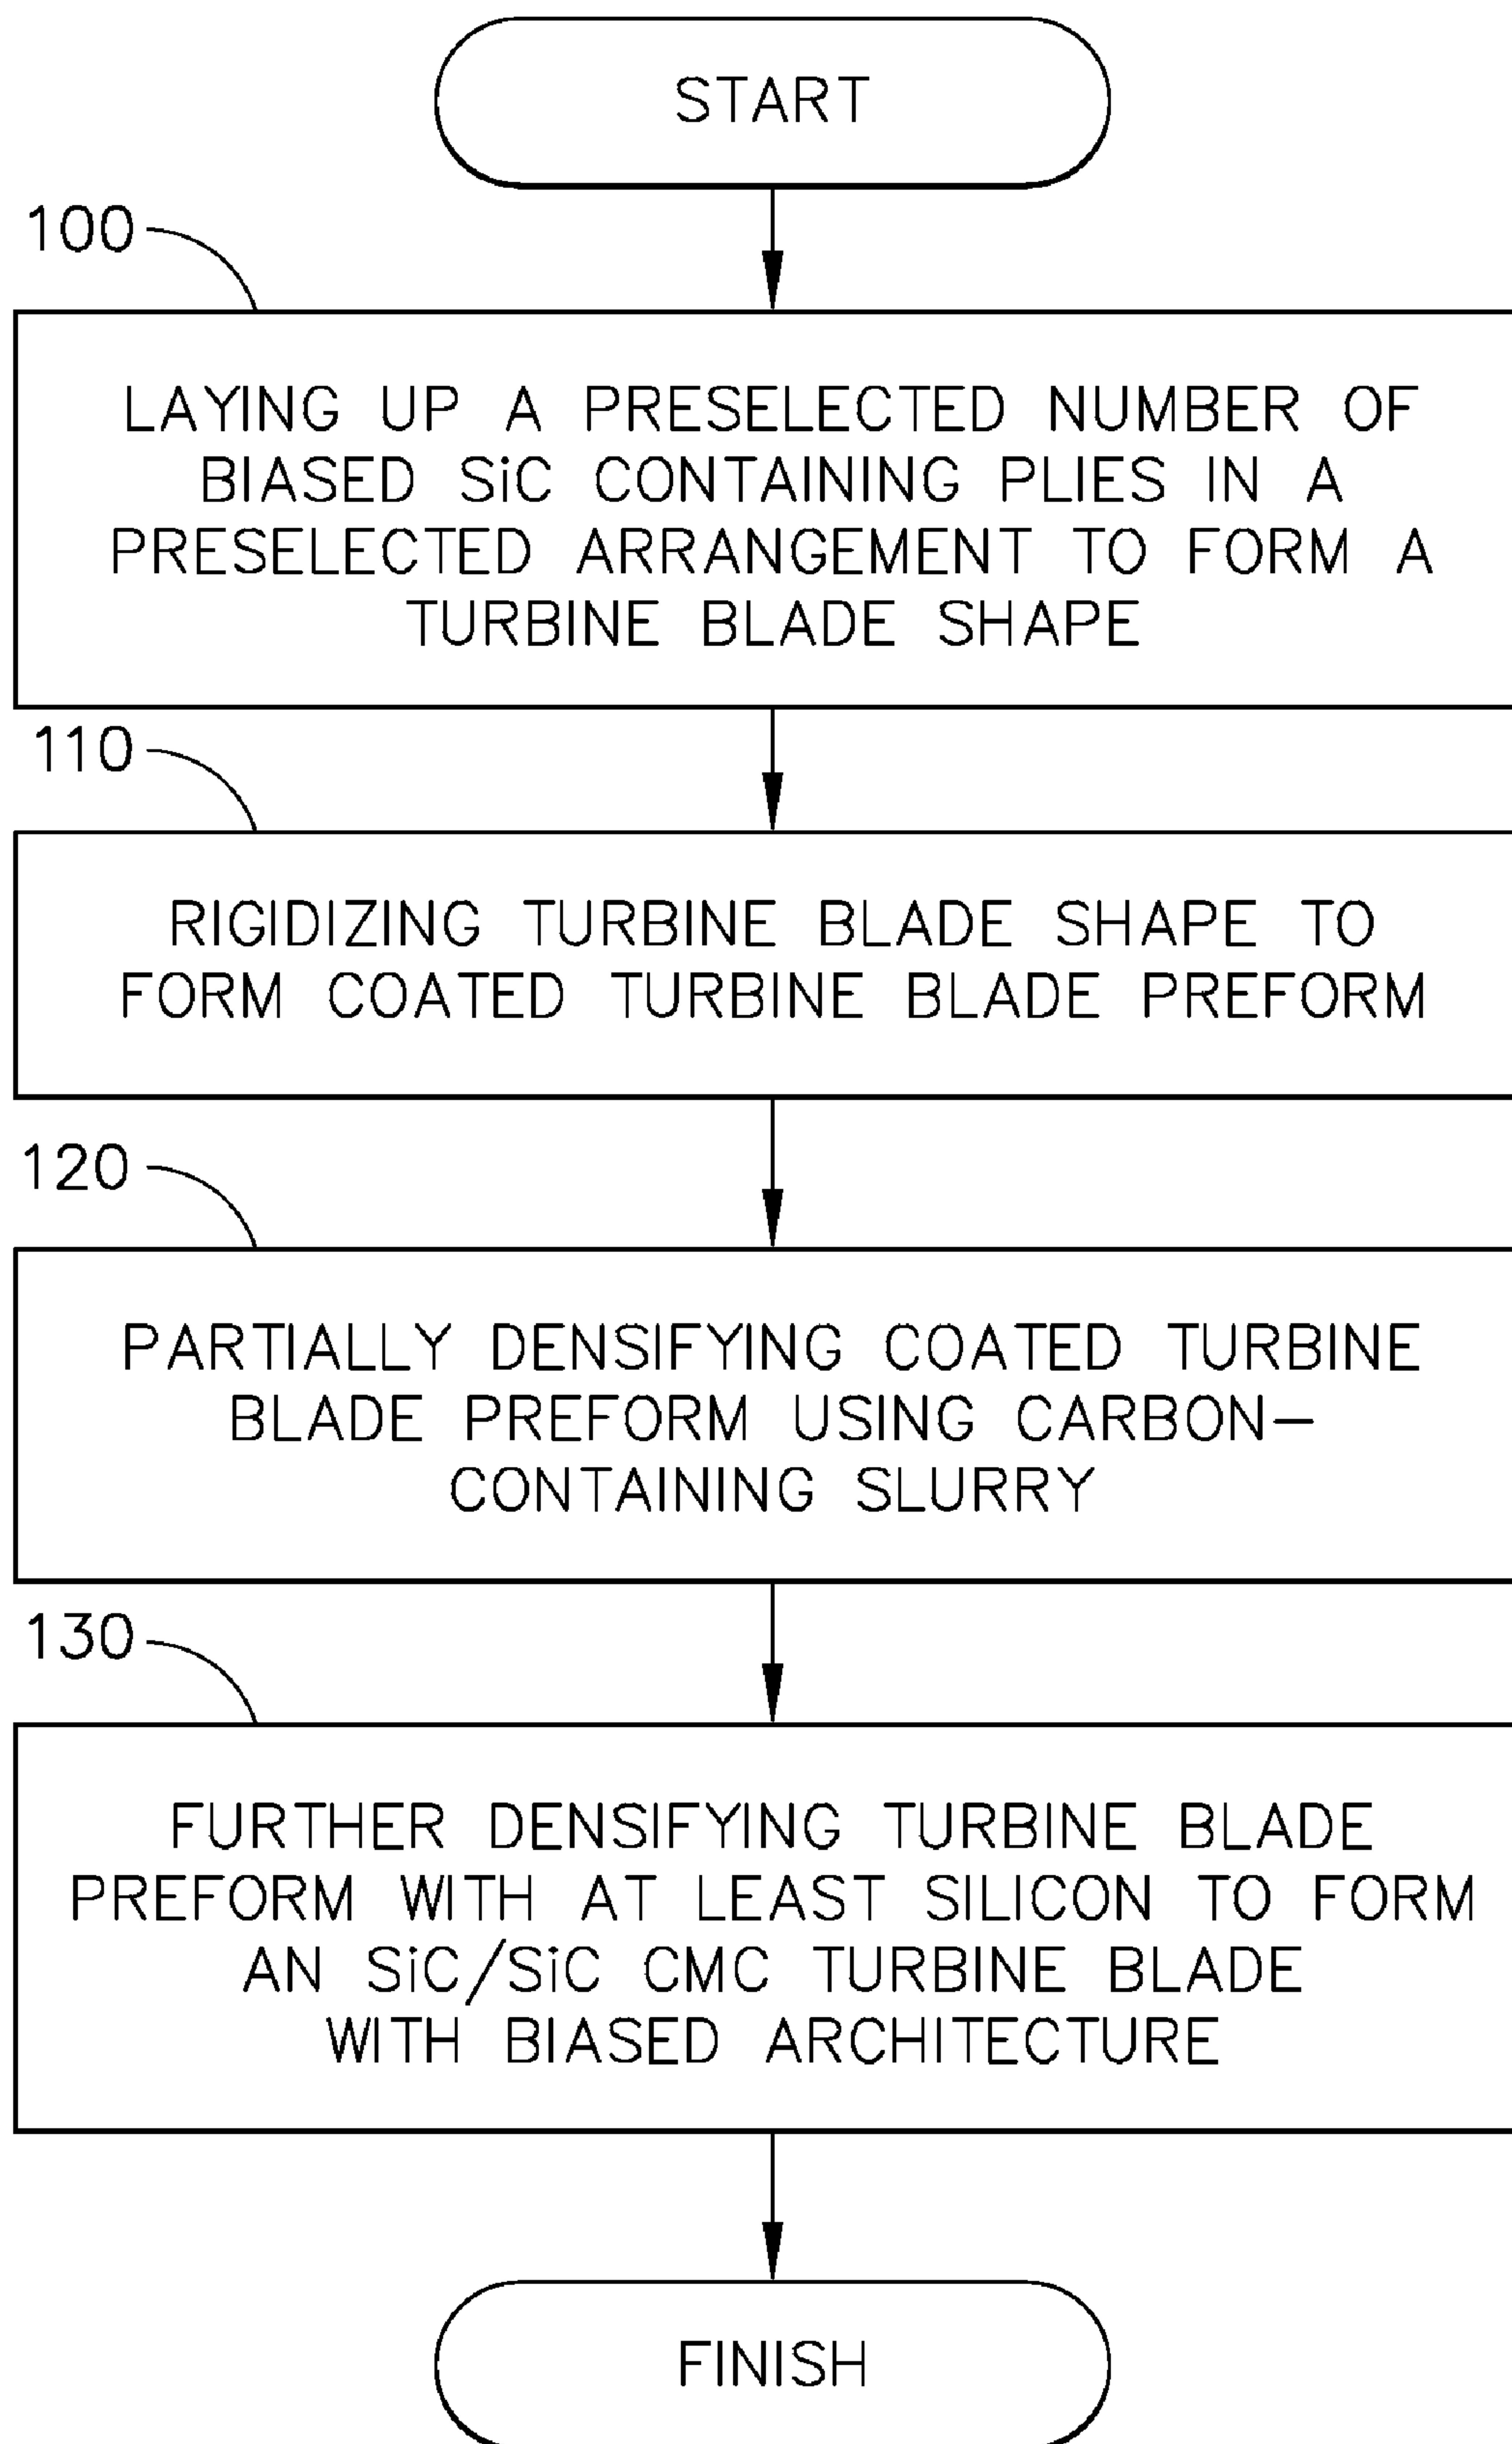 START
100
LAYING UP A PRESELECTED NUMBER OF
BIASED SiC CONTAINING PLIES IN A
PRESELECTED ARRANGEMENT TO FORM A
TURBINE BLADE SHAPE
110
RIGIDIZING TURBINE BLADE SHAPE TO
FORM COATED TURBINE BLADE PREFORM
120
PARTIALLY DENSIFYING COATED TURBINE
BLADE PREFORM USING CARBON-
CONTAINING SLURRY
130
FURTHER DENSIFYING TURBINE BLADE
PREFORM WITH AT LEAST SILICON TO FORM
AN SiC/SiC CMC TURBINE BLADE
WITH BIASED ARCHITECTURE
FINISH